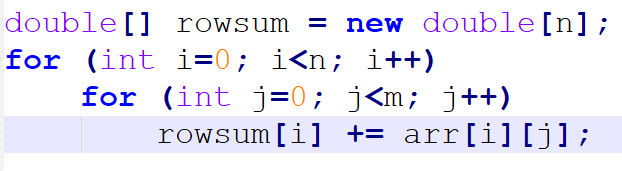 double[] rowsum = new double[n];
for (int i=0; i<n; i++)
    for (int j=0; j<m; j++)
        rowsum[i] += arr[i][j];